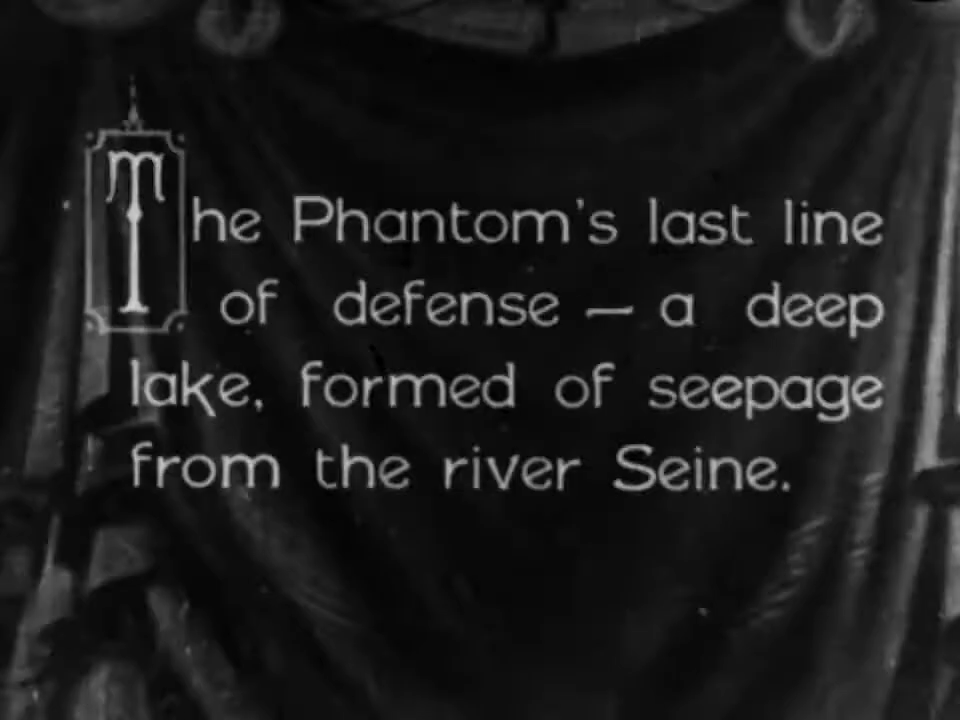 The Phantom's last line
of defense — a deep
lake, formed of seepage
from the river Seine.